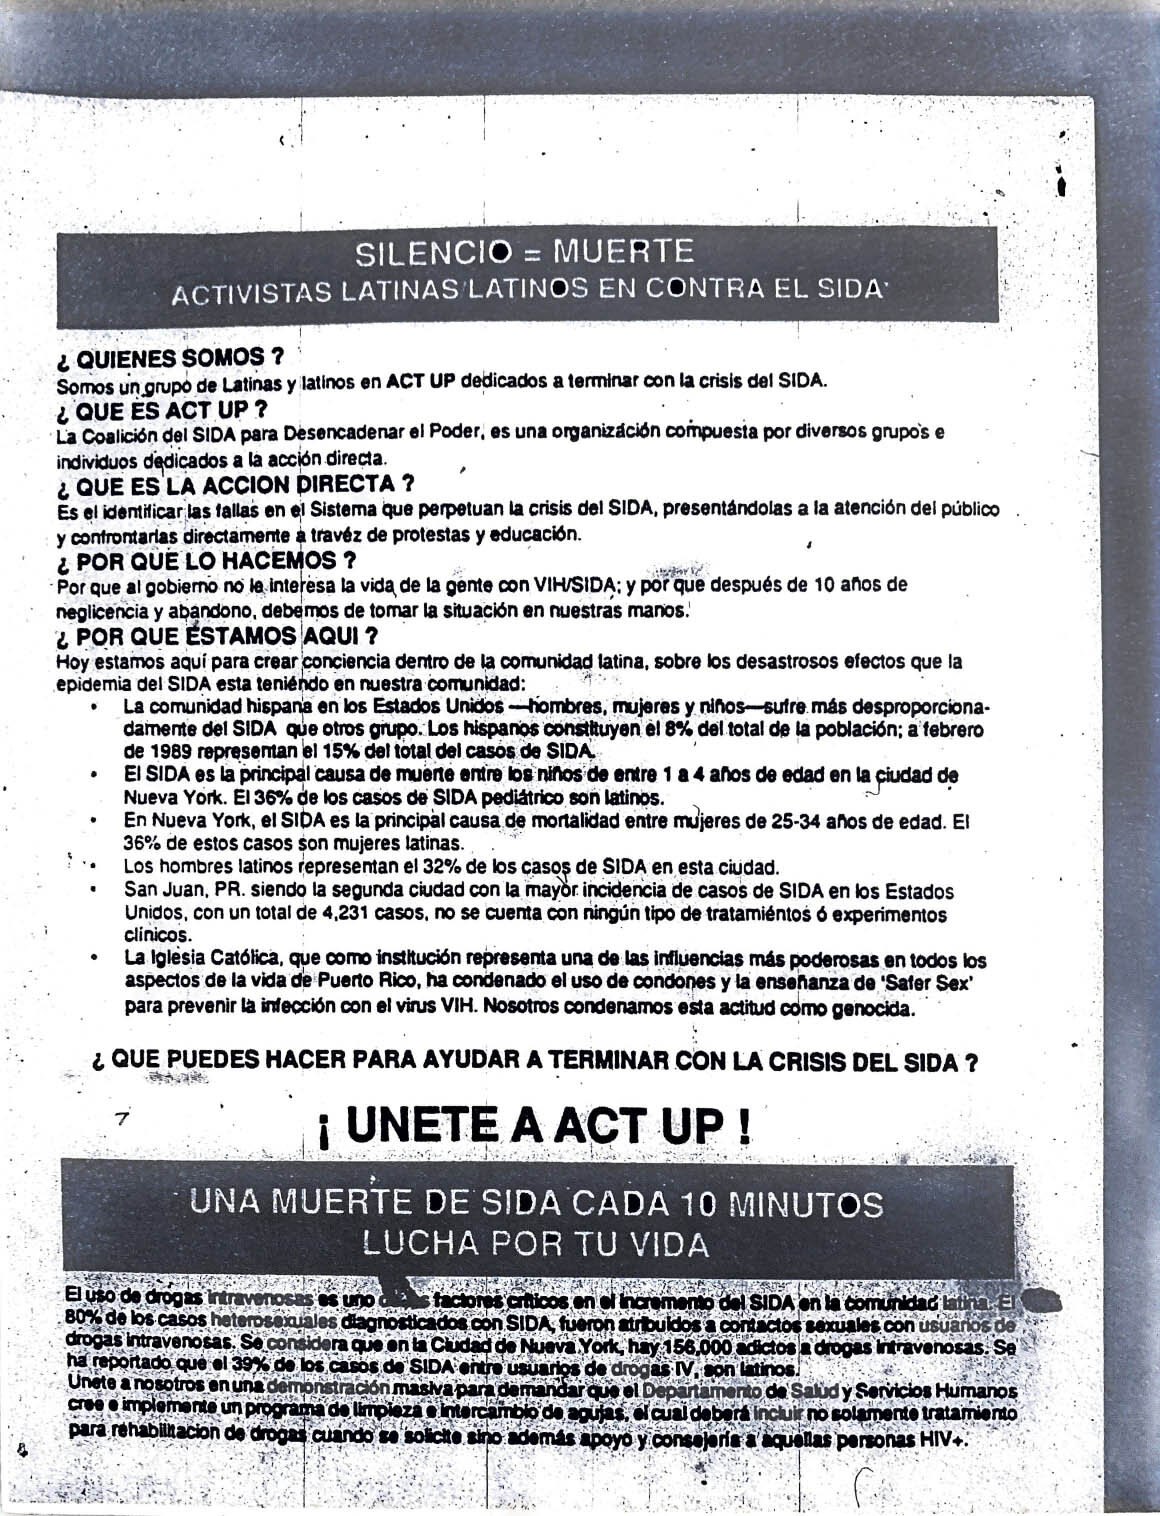 SILENCIO = MUERTE
ACTIVISTAS LATINAS/LATINOS EN CONTRA EL SIDA
¿ QUIENES SOMOS ?
Somos un grupo de Latinas y latinos en ACT UP dedicados a terminar con la crisis del SIDA.
¿ QUE ES ACT UP ?
La Coalición del SIDA para Desencadenar el Poder, es una organización compuesta por diversos grupos e
individuos dedicados a la acción directa.
¿ QUE ES LA ACCION DIRECTA ?
Es el identificar las fallas en el Sistema que perpetuan la crisis del SIDA, presentándolas a la atención del público
y confrontarlas directamente a travéz de protestas y educación.
¿ POR QUE LO HACEMOS ?
Por que al gobierno no le interesa la vida de la gente con VIH/SIDA; y por que después de 10 años de
neglicencia y abandono, debemos de tomar la situación en nuestras manos.
¿ POR QUE ESTAMOS AQUI ?
Hoy estamos aquí para crear conciencia dentro de la comunidad latina, sobre los desastrosos efectos que la
epidemia del SIDA esta teniéndo en nuestra comunidad:
• La comunidad hispana en los Estados Unidos —hombres, mujeres y niños—sufre más desproporciona-
damente del SIDA que otros grupo. Los hispanos constituyen el 8% del total de la población; a febrero
de 1989 representan el 15% del total del casos de SIDA.
• El SIDA es la principal causa de muerte entre los niños de entre 1 a 4 años de edad en la ciudad de
Nueva York. El 36% de los casos de SIDA pediátrico son latinos.
• En Nueva York, el SIDA es la principal causa de mortalidad entre mujeres de 25-34 años de edad. El
36% de estos casos son mujeres latinas.
• Los hombres latinos representan el 32% de los casos de SIDA en esta ciudad.
• San Juan, PR. siendo la segunda ciudad con la mayor incidencia de casos de SIDA en los Estados
Unidos, con un total de 4,231 casos, no se cuenta con ningún tipo de tratamiéntos ó experimentos
clínicos.
• La Iglesia Católica, que como institución representa una de las influencias más poderosas en todos los
aspectos de la vida de Puerto Rico, ha condenado el uso de condones y la enseñanza de 'Safer Sex'
para prevenir la infección con el virus VIH. Nosotros condenamos esta actitud como genocida.
¿ QUE PUEDES HACER PARA AYUDAR A TERMINAR CON LA CRISIS DEL SIDA ?
¡ UNETE A ACT UP !
UNA MUERTE DE SIDA CADA 10 MINUTOS
LUCHA POR TU VIDA
El uso de drogas intravenosas es uno factores críticos en el incremento del SIDA en la comunidad latina. El
80% de los casos heterosexuales diagnosticados con SIDA, fueron atribuidos a contactos sexuales con usuarios de
drogas intravenosas. Se considera que en la Ciudad de Nueva York, hay 156,000 adictos a drogas intravenosas. Se
ha reportado que el 39% de los casos de SIDA entre usuarios de drogas IV, son latinos.
Unete a nosotros en una demonstración masiva para demandar que el Departamento de Salud y Servicios Humanos
cree e implemente un programa de limpieza e intercambio de agujas, el cual deberá incluir no solamente tratamiento
para rehabilitacion de drogas cuando se solicite sino además apoyo y consejería a aquellas personas HIV+.